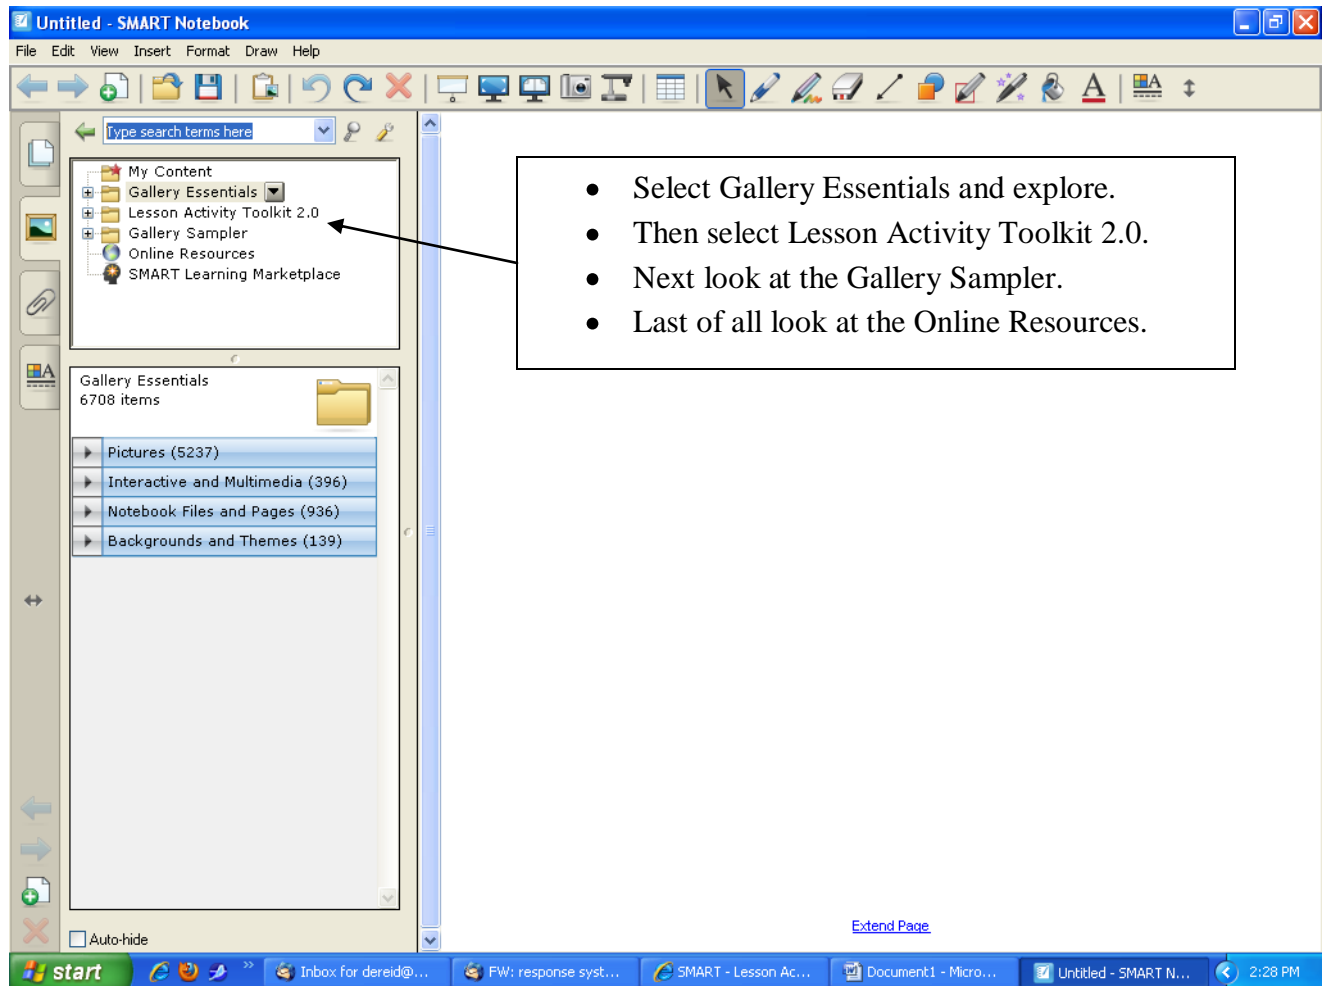 Untitled - SMART Notebook
File Edit View Insert Format Draw Help
Type search terms here
My Content
Gallery Essentials
Lesson Activity Toolkit 2.0
Gallery Sampler
Online Resources
SMART Learning Marketplace
• Select Gallery Essentials and explore.
• Then select Lesson Activity Toolkit 2.0.
• Next look at the Gallery Sampler.
• Last of all look at the Online Resources.
Gallery Essentials
6708 items
Pictures (5237)
Interactive and Multimedia (396)
Notebook Files and Pages (936)
Backgrounds and Themes (139)
Auto-hide
Extend Page
start Inbox for dereid@... FW: response syst... SMART - Lesson Ac... Document1 - Micro... Untitled - SMART N... 2:28 PM